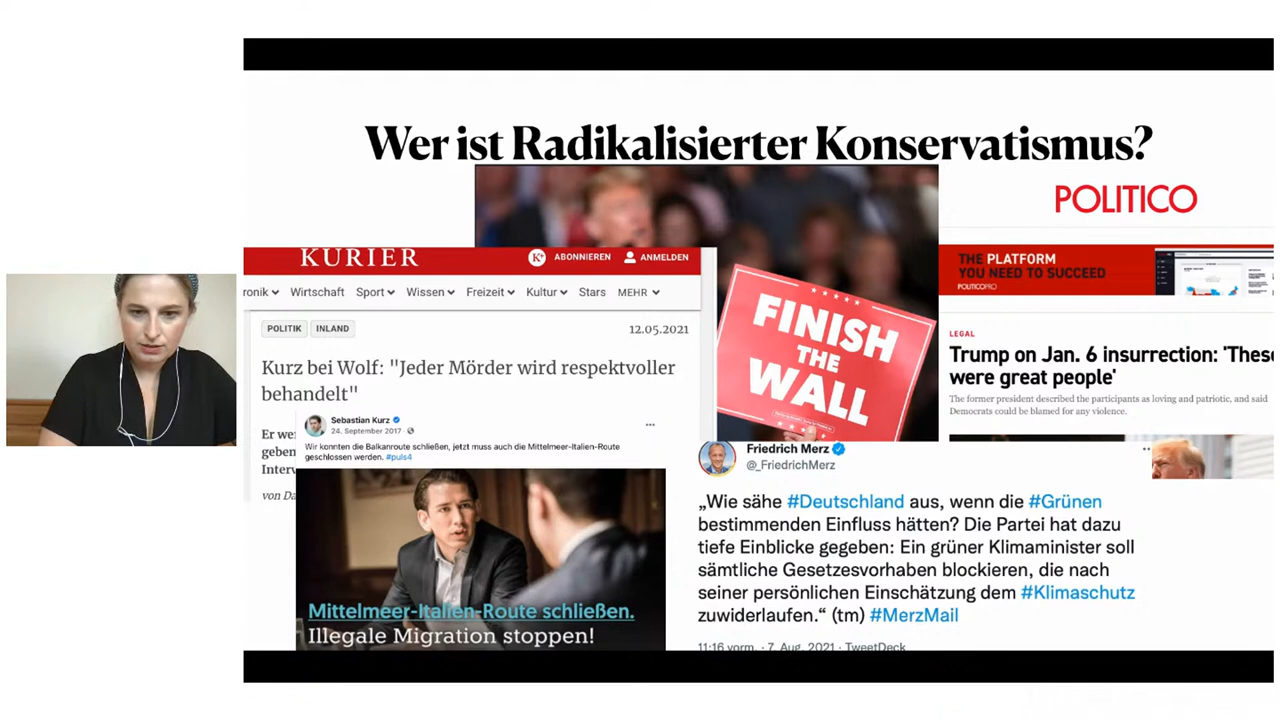 Wer ist Radikalisierter Konservatismus?
POLITICO
THE PLATFORM
YOU NEED TO SUCCEED
POLITICOPRO
LEGAL
Trump on Jan. 6 insurrection: 'These
were great people'
The former president described the participants as loving and patriotic, and said
Democrats could be blamed for any violence.
KURIER
K+ ABONNIEREN
ANMELDEN
ronik Wirtschaft Sport Wissen Freizeit Kultur Stars MEHR
POLITIK INLAND
12.05.2021
Kurz bei Wolf: "Jeder Mörder wird respektvoller
behandelt"
Er we
geben
Interv
von Da
FINISH
THE
WALL
Sebastian Kurz
24. September 2017
Wir konnten die Balkanroute schließen, jetzt muss auch die Mittelmeer-Italien-Route
geschlossen werden. #puls4
Mittelmeer-Italien-Route schließen.
Illegale Migration stoppen!
Friedrich Merz
@_FriedrichMerz
„Wie sähe #Deutschland aus, wenn die #Grünen
bestimmenden Einfluss hätten? Die Partei hat dazu
tiefe Einblicke gegeben: Ein grüner Klimaminister soll
sämtliche Gesetzesvorhaben blockieren, die nach
seiner persönlichen Einschätzung dem #Klimaschutz
zuwiderlaufen.“ (tm) #MerzMail
11:16 vorm. · 7. Aug. 2021 · TweetDeck